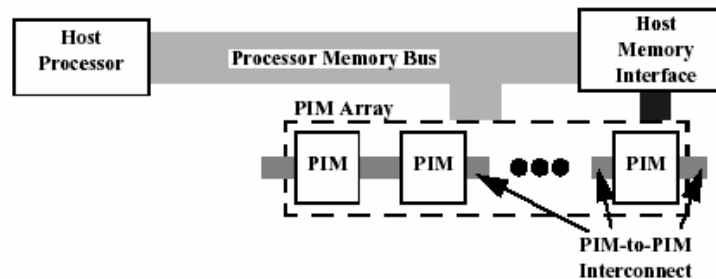 Host
Processor
Processor Memory Bus
Host
Memory
Interface
PIM Array
PIM
PIM
PIM
PIM-to-PIM
Interconnect